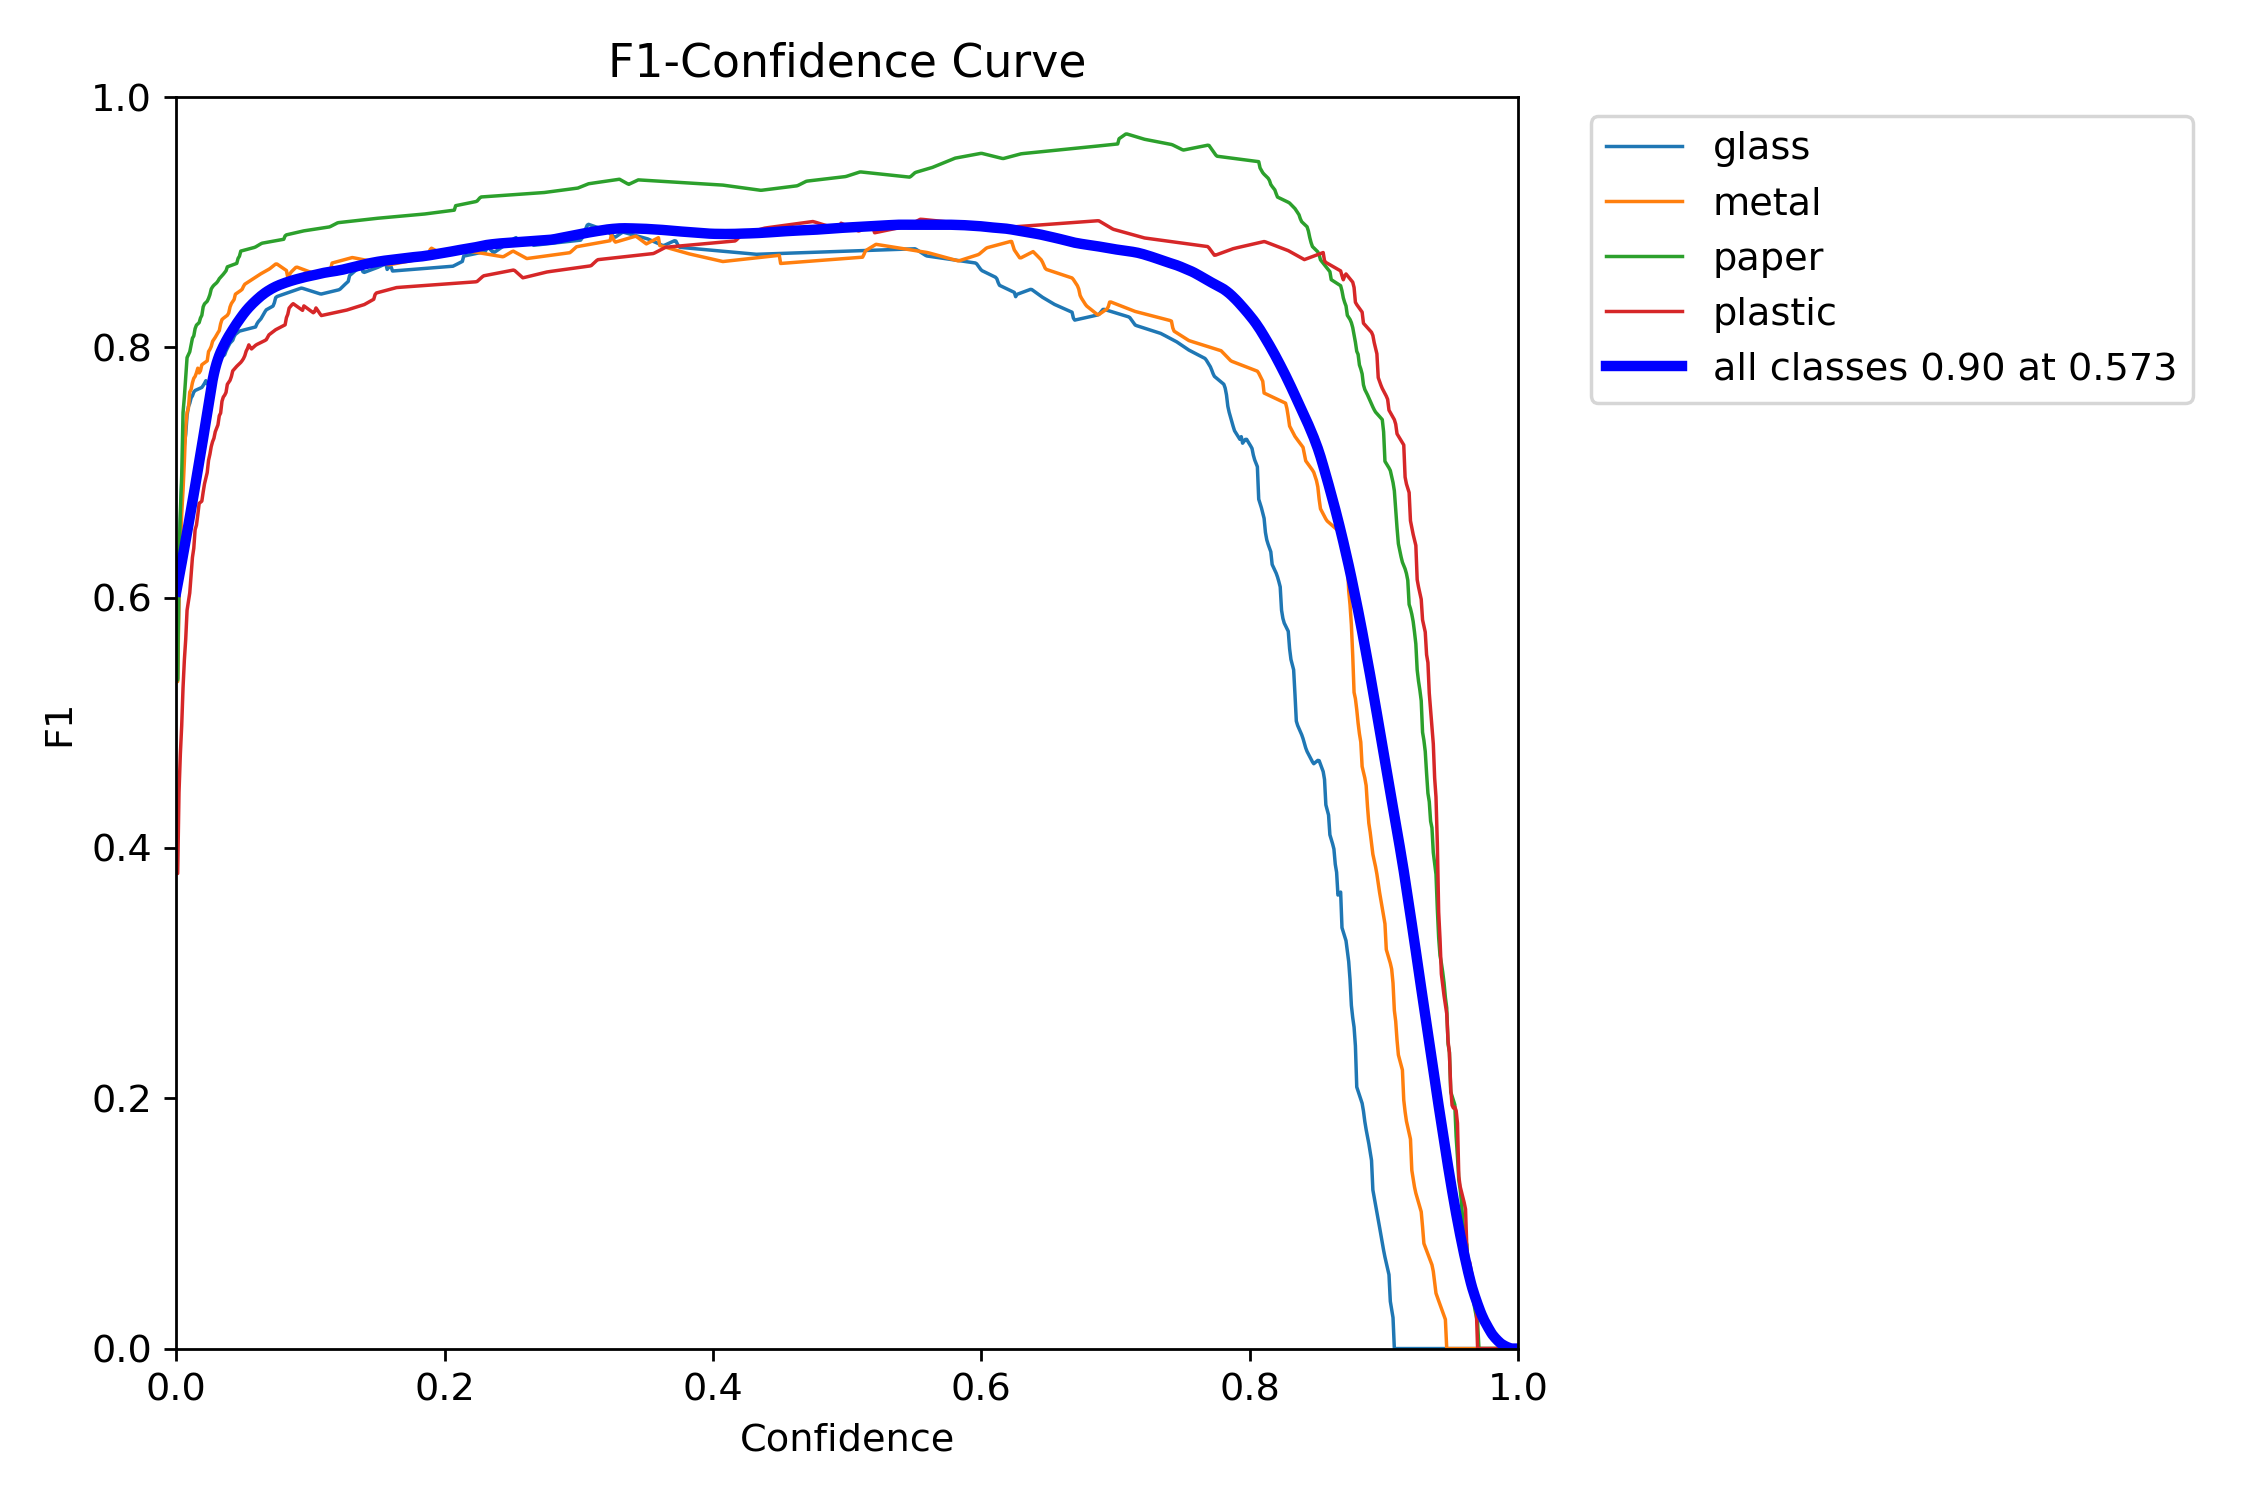 F1-Confidence Curve
1.0
0.8
0.6
0.4
0.2
0.0
F1
0.0 0.2 0.4 0.6 0.8 1.0
Confidence
glass
metal
paper
plastic
all classes 0.90 at 0.573